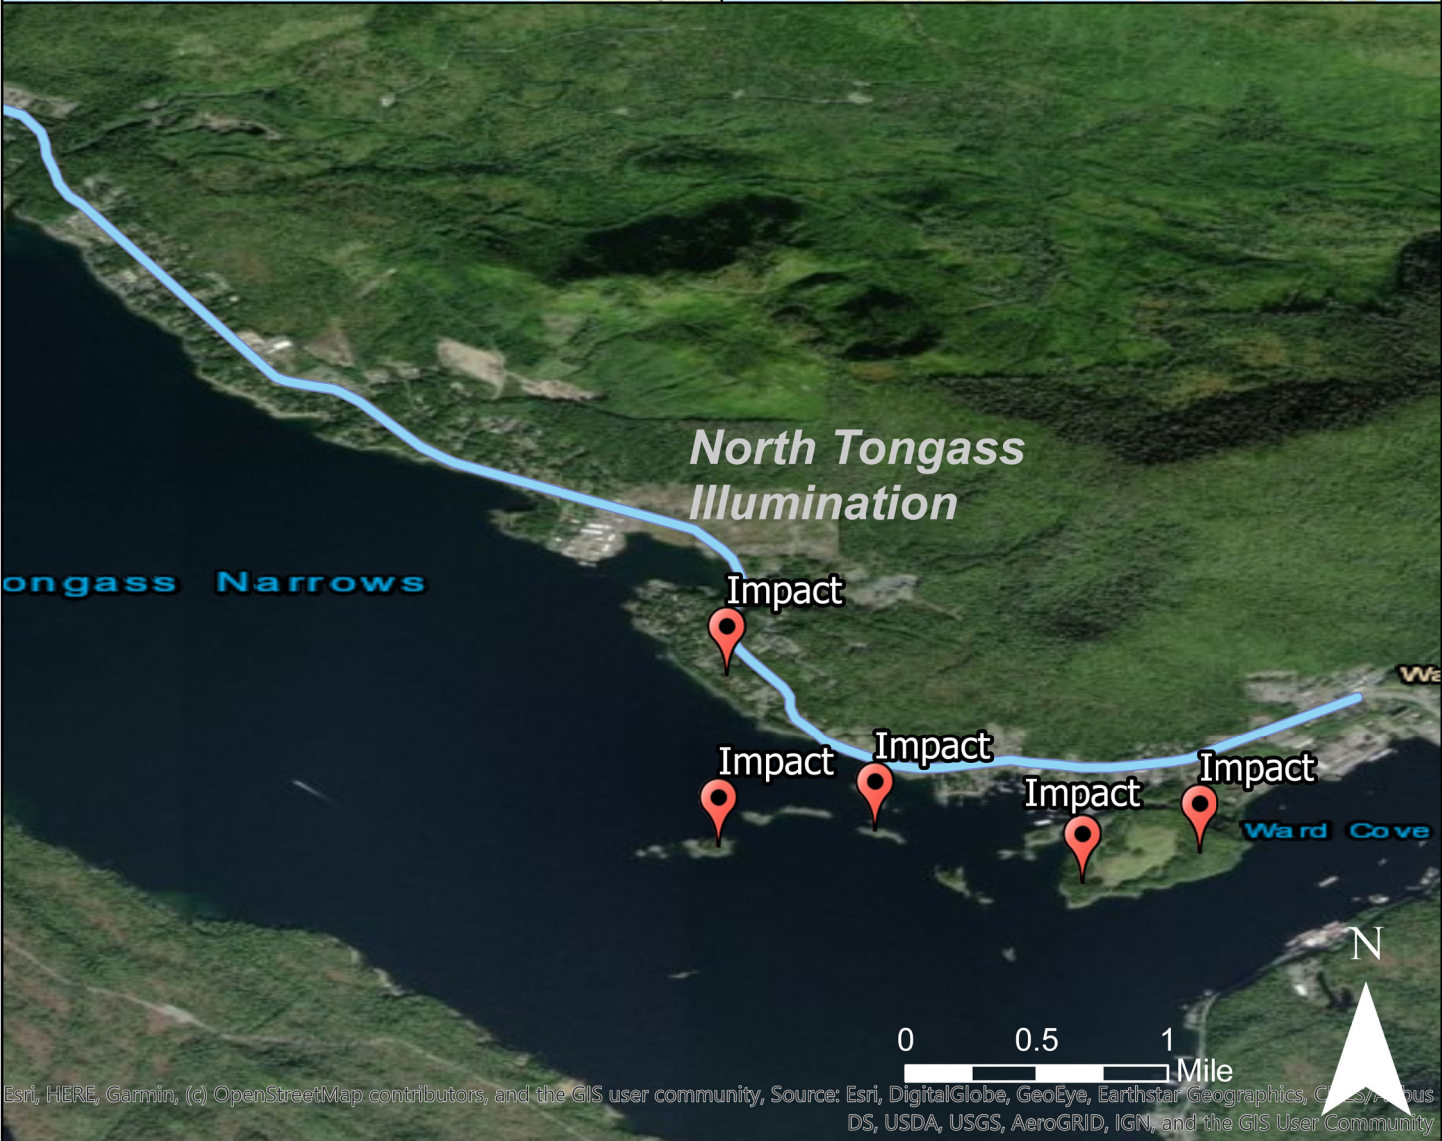 North Tongass
Illumination
ongass Narrows
Impact
Wa
Impact
Impact
Impact
Impact
Ward Cove
N
0 0.5 1
Mile
Esri, HERE, Garmin, (c) OpenStreetMap contributors, and the GIS user community, Source: Esri, DigitalGlobe, GeoEye, Earthstar Geographics,
DS, USDA, USGS, AeroGRID, IGN, and the GIS User Community